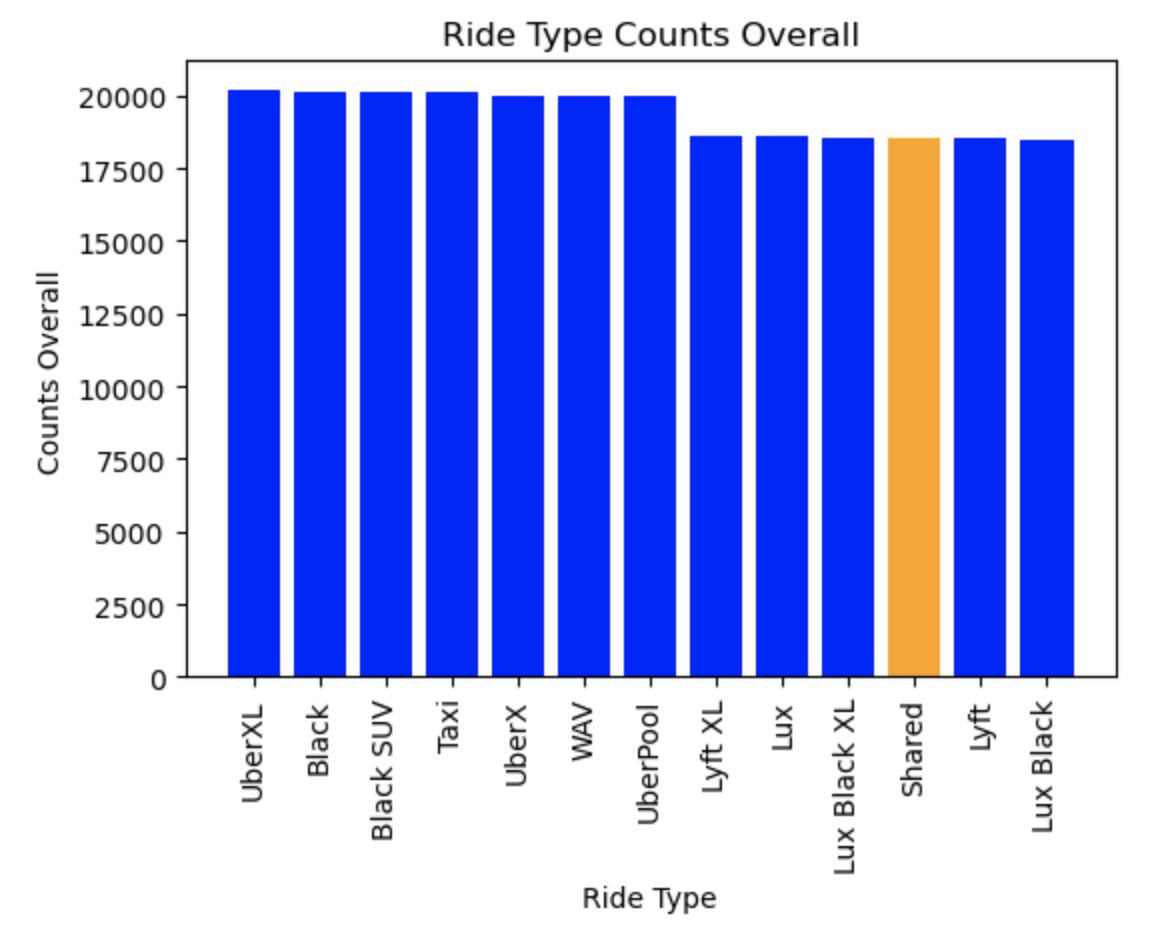 Ride Type Counts Overall
Counts Overall
20000
17500
15000
12500
10000
7500
5000
2500
0
UberXL
Black
Black SUV
Taxi
UberX
WAV
UberPool
Lyft XL
Lux
Lux Black XL
Shared
Lyft
Lux Black
Ride Type